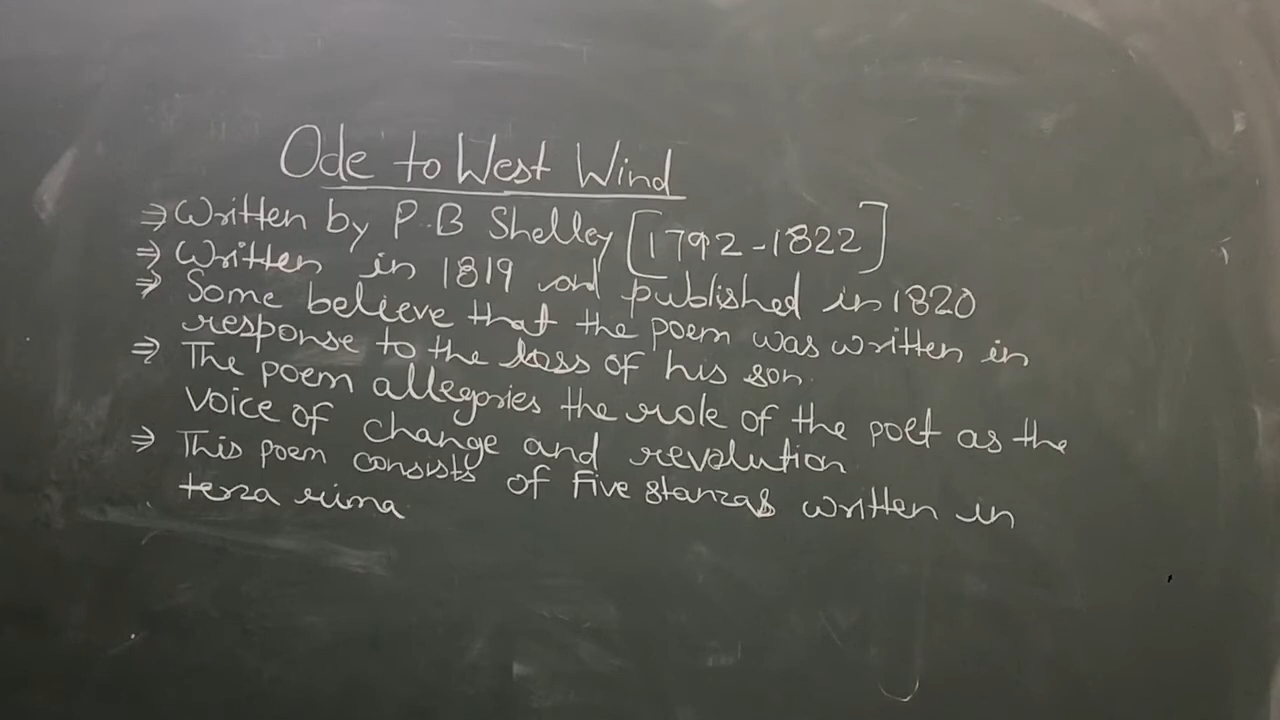 Ode to West Wind
⇒ Written by P.B Shelley [1792-1822]
⇒ Written in 1819 and published in 1820
⇒ Some believe that the poem was written in
response to the loss of his son.
⇒ The poem allegories the role of the poet as the
voice of change and revolution
⇒ This poem consists of Five stanzas written in
terza rima